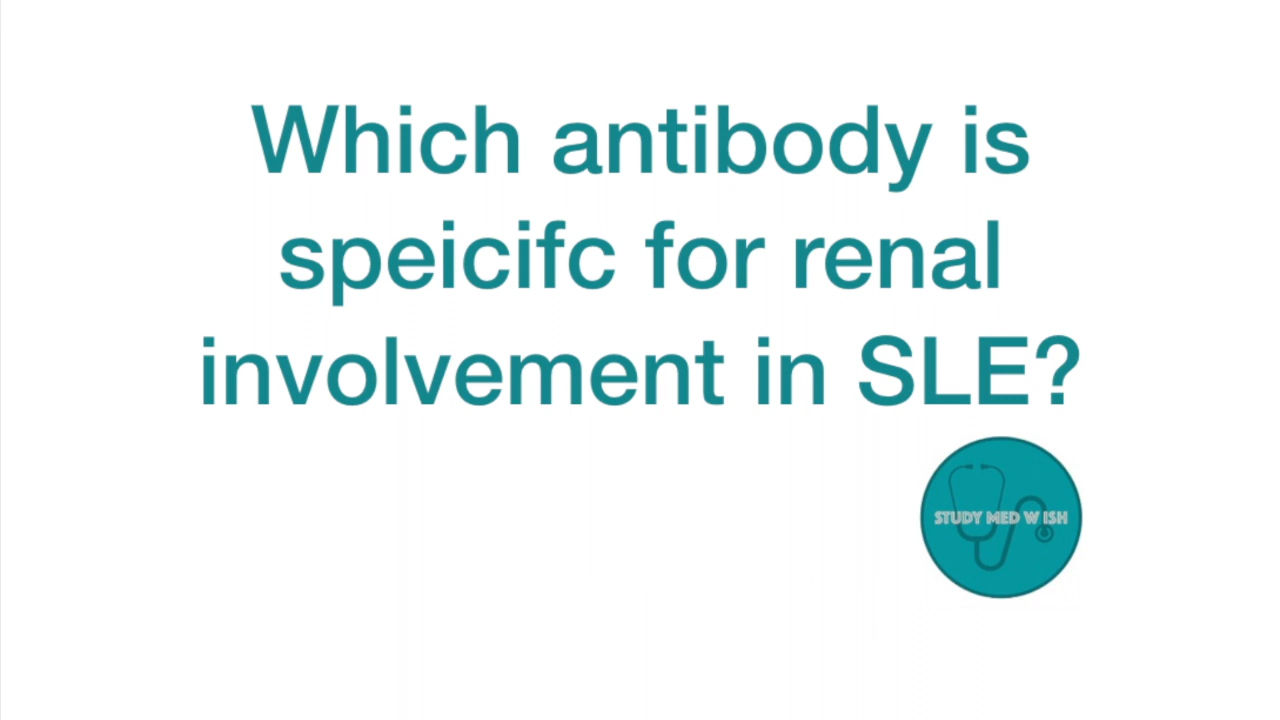 Which antibody is
speicifc for renal
involvement in SLE?
STUDY MED W ISH